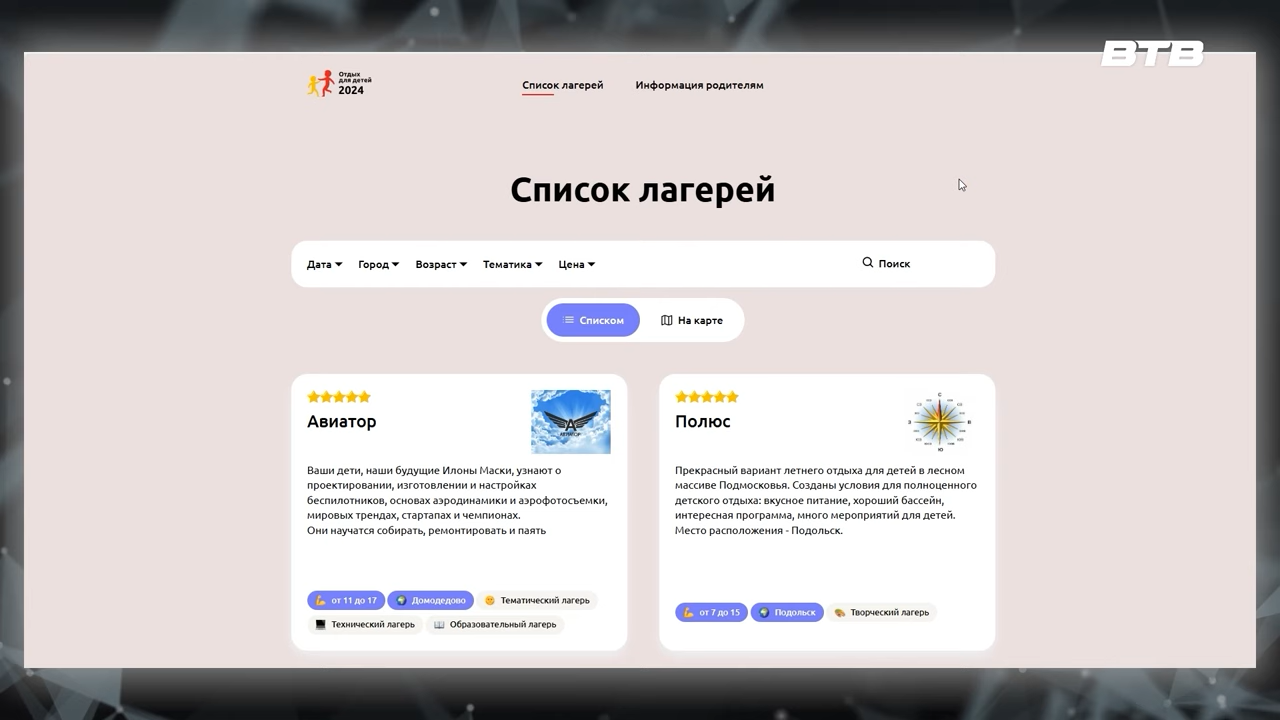 ВТВ
Отдых
для детей
2024
Список лагерей
Информация родителям
Список лагерей
Дата
Город
Возраст
Тематика
Цена
Поиск
Списком
На карте
Авиатор
АВИАТОР
Ваши дети, наши будущие Илоны Маски, узнают о
проектировании, изготовлении и настройках
беспилотников, основах аэродинамики и аэрофотосъемки,
мировых трендах, стартапах и чемпионах.
Они научатся собирать, ремонтировать и паять
от 11 до 17
Домодедово
Тематический лагерь
Технический лагерь
Образовательный лагерь
Полюс
С
З
В
Ю
Прекрасный вариант летнего отдыха для детей в лесном
массиве Подмосковья. Созданы условия для полноценного
детского отдыха: вкусное питание, хороший бассейн,
интересная программа, много мероприятий для детей.
Место расположения - Подольск.
от 7 до 15
Подольск
Творческий лагерь